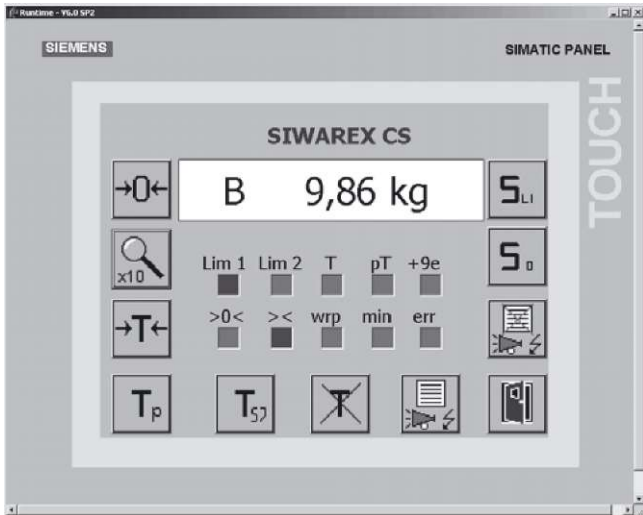 Runtime - V6.0 SP2
SIEMENS
SIMATIC PANEL
TOUCH
SIWAREX CS
→0←
B 9,86 kg
S LI
x10
Lim 1 Lim 2 T pT +9e
S
→T←
>0< >< wrp min err
Tp
T
T